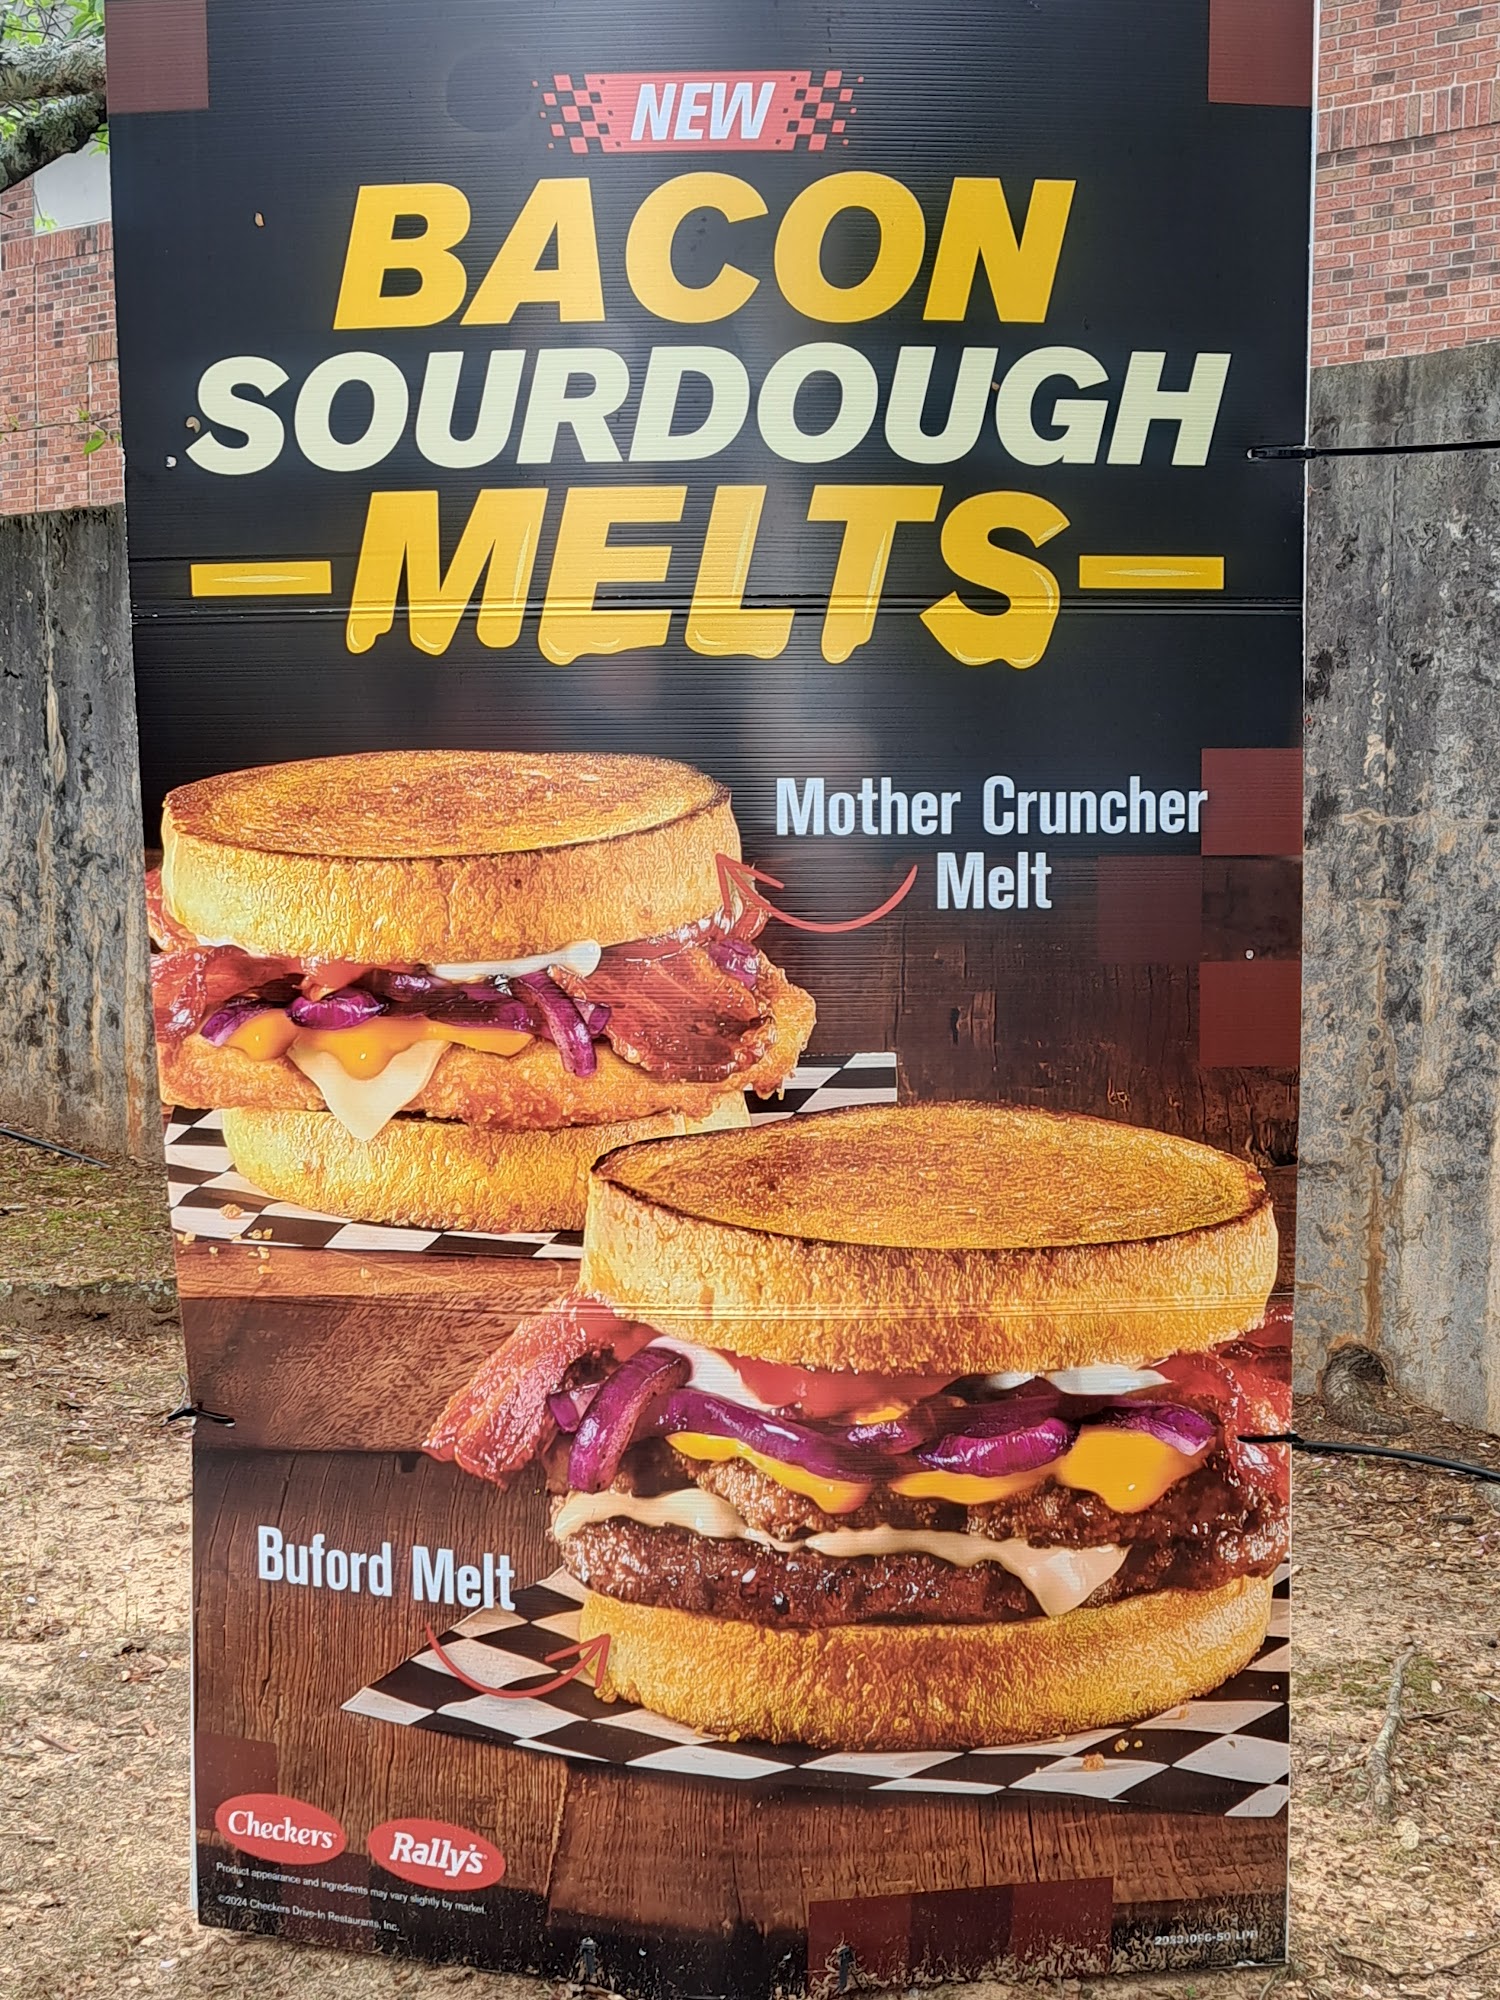 NEW
BACON
SOURDOUGH
MELTS
Mother Cruncher
Melt
Buford Melt
Checkers
Rally's
Product appearance and ingredients may vary slightly by market.
©2024 Checkers Drive-In Restaurants, Inc.